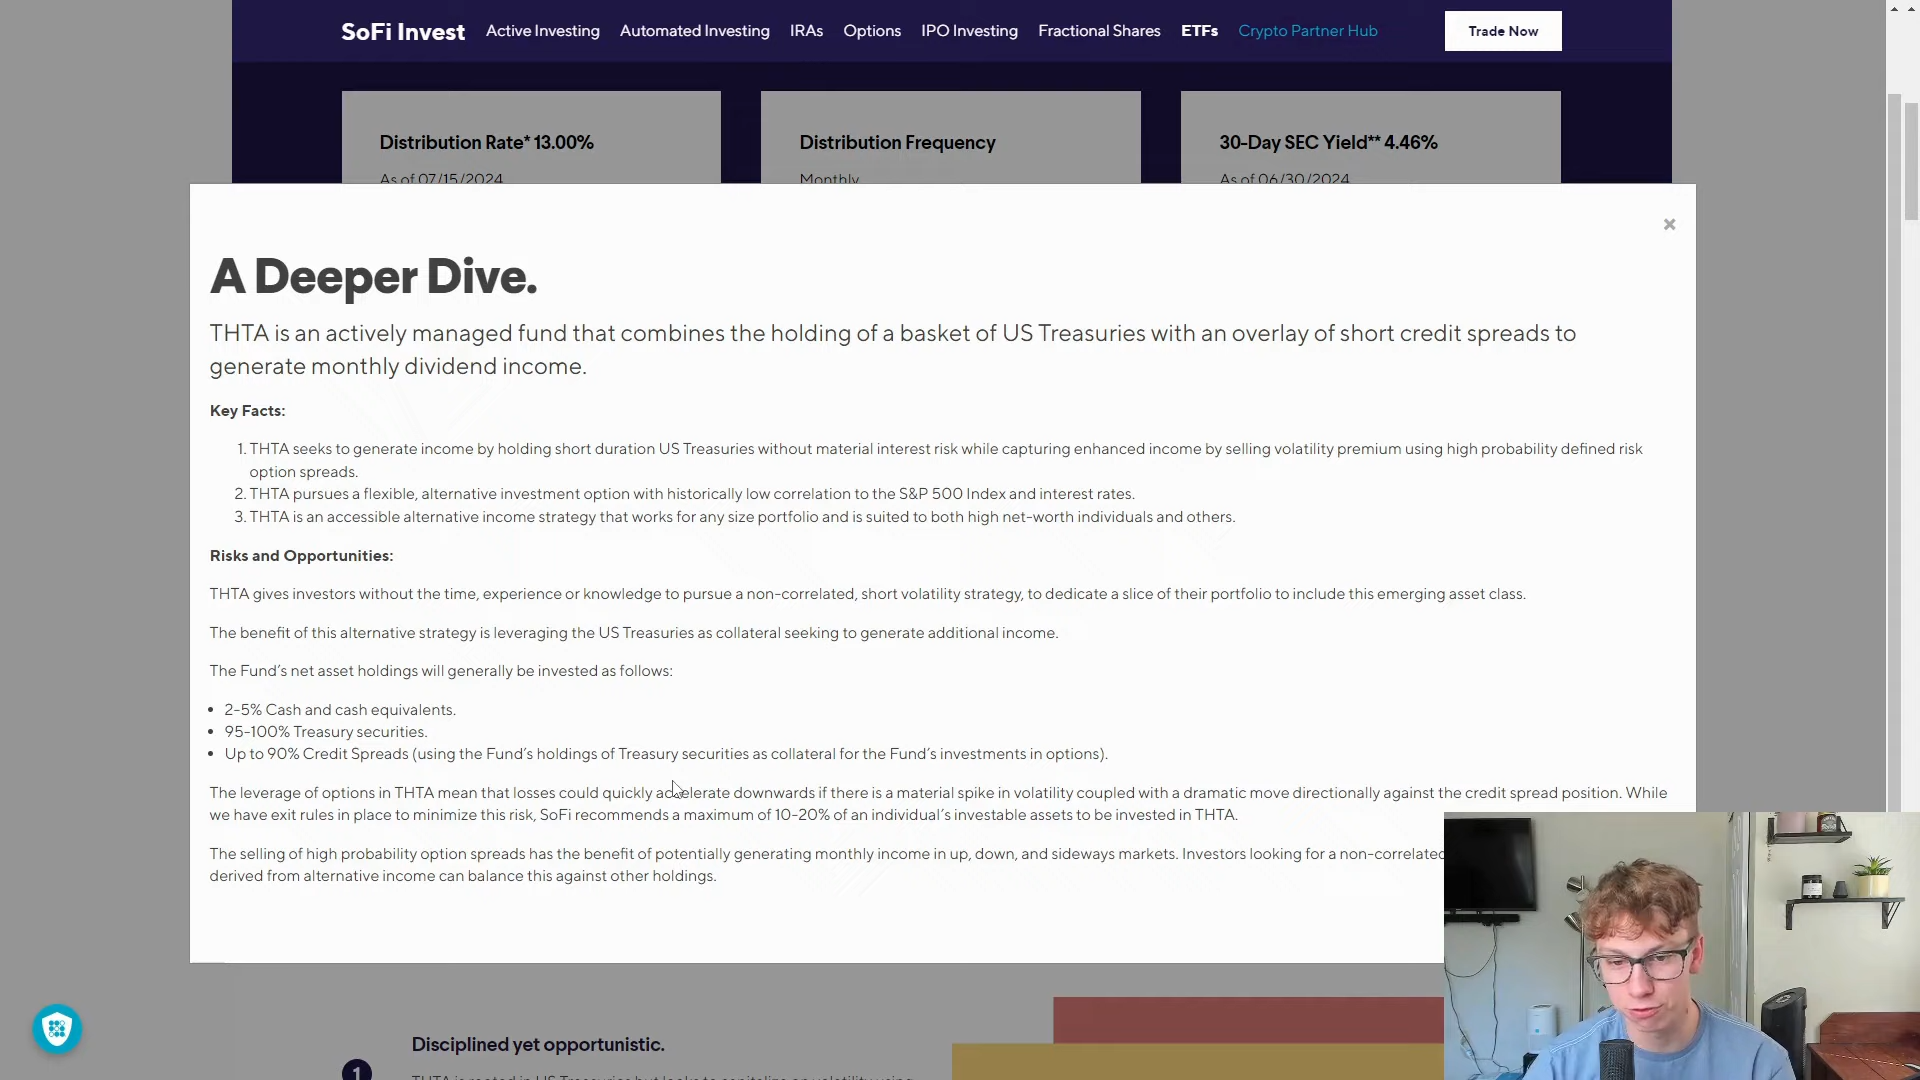 SoFi Invest Active Investing Automated Investing IRAs Options IPO Investing Fractional Shares ETFs Crypto Partner Hub Trade Now
Distribution Rate* 13.00% Distribution Frequency 30-Day SEC Yield** 4.46%
As of 07/15/2024 Monthly As of 06/30/2024
×
A Deeper Dive.
THTA is an actively managed fund that combines the holding of a basket of US Treasuries with an overlay of short credit spreads to
generate monthly dividend income.
Key Facts:
1. THTA seeks to generate income by holding short duration US Treasuries without material interest risk while capturing enhanced income by selling volatility premium using high probability defined risk
option spreads.
2. THTA pursues a flexible, alternative investment option with historically low correlation to the S&P 500 Index and interest rates.
3. THTA is an accessible alternative income strategy that works for any size portfolio and is suited to both high net-worth individuals and others.
Risks and Opportunities:
THTA gives investors without the time, experience or knowledge to pursue a non-correlated, short volatility strategy, to dedicate a slice of their portfolio to include this emerging asset class.
The benefit of this alternative strategy is leveraging the US Treasuries as collateral seeking to generate additional income.
The Fund's net asset holdings will generally be invested as follows:
• 2-5% Cash and cash equivalents.
• 95-100% Treasury securities.
• Up to 90% Credit Spreads (using the Fund's holdings of Treasury securities as collateral for the Fund's investments in options).
The leverage of options in THTA mean that losses could quickly accelerate downwards if there is a material spike in volatility coupled with a dramatic move directionally against the credit spread position. While
we have exit rules in place to minimize this risk, SoFi recommends a maximum of 10-20% of an individual's investable assets to be invested in THTA.
The selling of high probability option spreads has the benefit of potentially generating monthly income in up, down, and sideways markets. Investors looking for a non-correlated
derived from alternative income can balance this against other holdings.
Disciplined yet opportunistic.
1
THTA is rooted in US Treasuries but looks to capitalize on volatility using